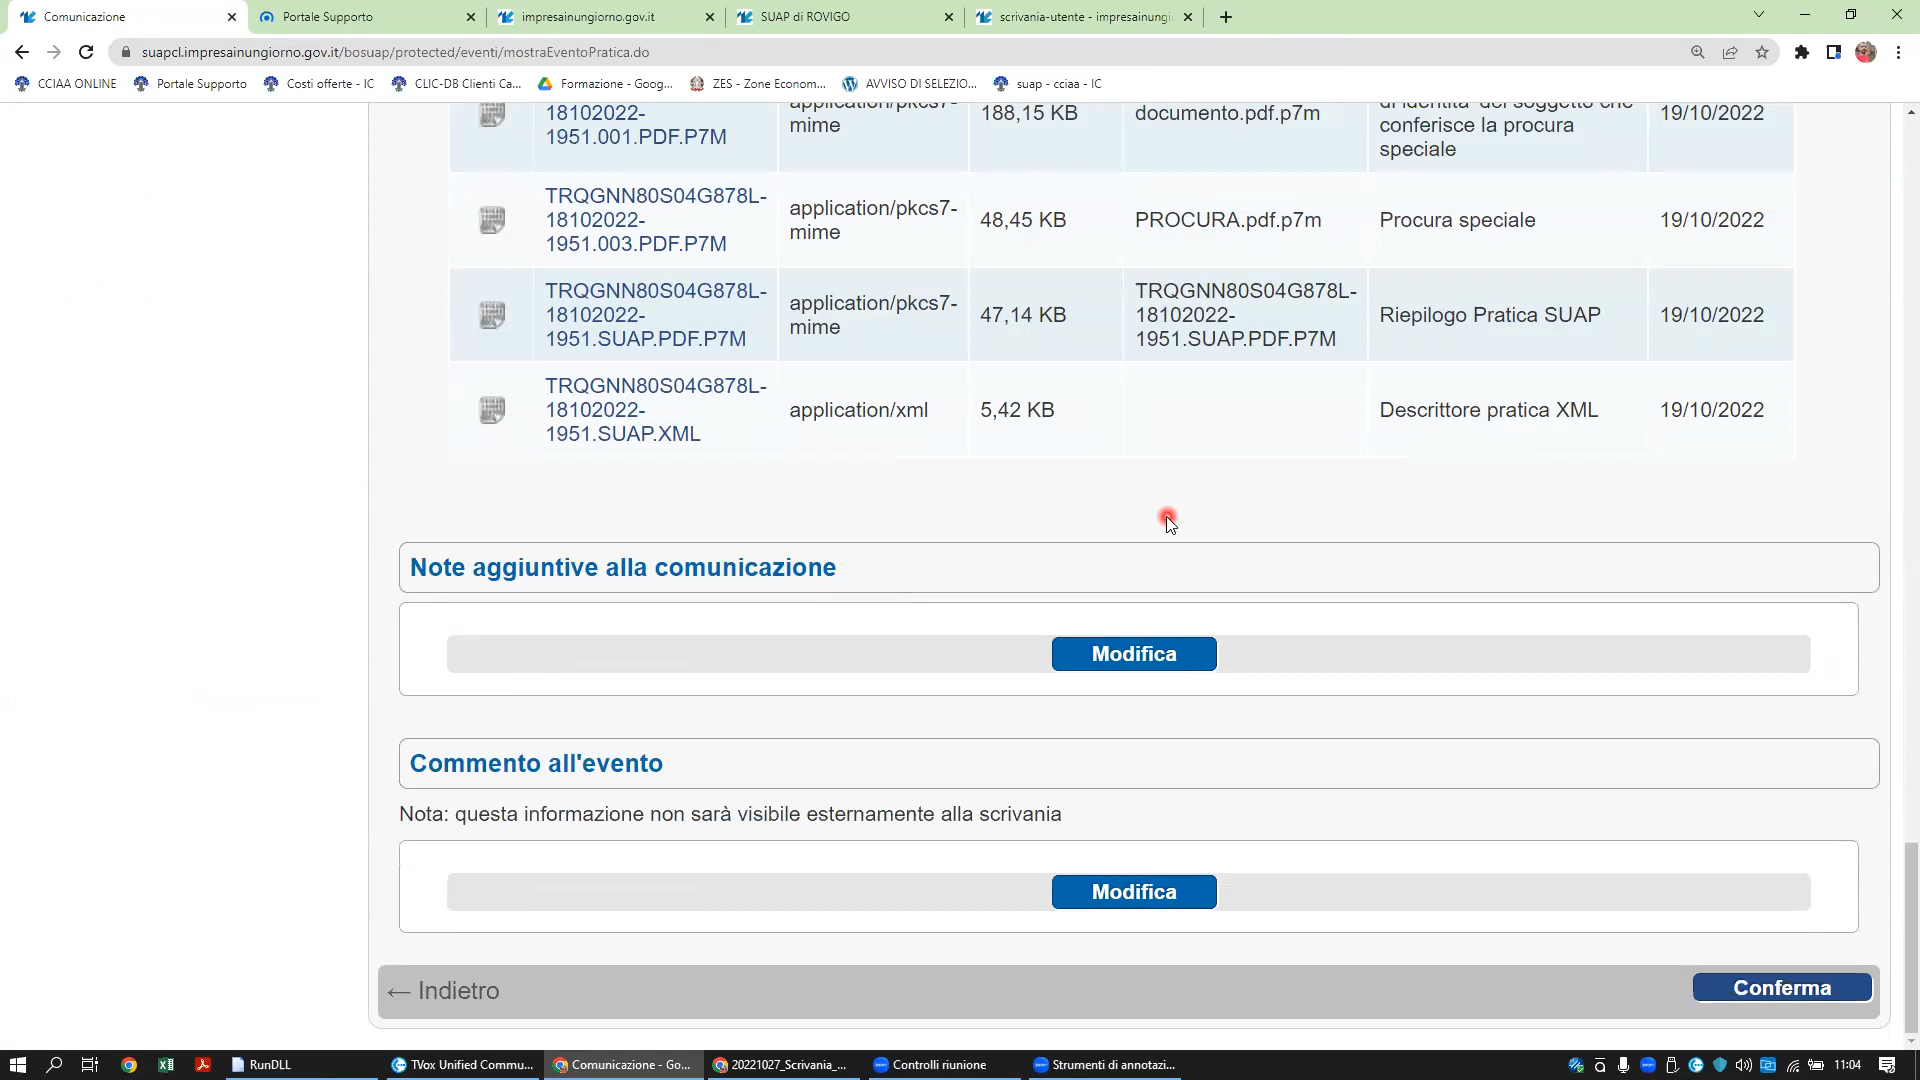 Comunicazione
Portale Supporto
impresainungiorno.gov.it
SUAP di ROVIGO
scrivania-utente - impresainungi
suapcl.impresainungiorno.gov.it/bosuap/protected/eventi/mostraEventoPratica.do
CCIAA ONLINE
Portale Supporto
Costi offerte - IC
CLIC-DB Clienti Ca...
Formazione - Goog...
ZES - Zone Econom...
AVVISO DI SELEZIO...
suap - cciaa - IC
18102022-
1951.001.PDF.P7M
application/pkcs7-
mime
188,15 KB
documento.pdf.p7m
di identita' del soggetto che
conferisce la procura
speciale
19/10/2022
TRQGNN80S04G878L-
18102022-
1951.003.PDF.P7M
application/pkcs7-
mime
48,45 KB
PROCURA.pdf.p7m
Procura speciale
19/10/2022
TRQGNN80S04G878L-
18102022-
1951.SUAP.PDF.P7M
application/pkcs7-
mime
47,14 KB
TRQGNN80S04G878L-
18102022-
1951.SUAP.PDF.P7M
Riepilogo Pratica SUAP
19/10/2022
TRQGNN80S04G878L-
18102022-
1951.SUAP.XML
application/xml
5,42 KB
Descrittore pratica XML
19/10/2022
Note aggiuntive alla comunicazione
Modifica
Commento all'evento
Nota: questa informazione non sarà visibile esternamente alla scrivania
Modifica
← Indietro
Conferma
RunDLL
TVox Unified Commu...
Comunicazione - Go...
20221027_Scrivania_...
Controlli riunione
Strumenti di annotazi...
11:04